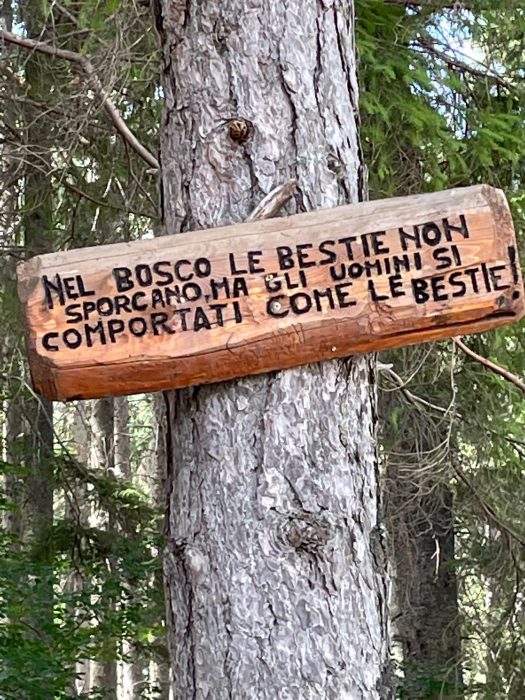 NEL BOSCO LE BESTIE NON
SPORCANO, MA GLI UOMINI SI
COMPORTATI COME LE BESTIE!